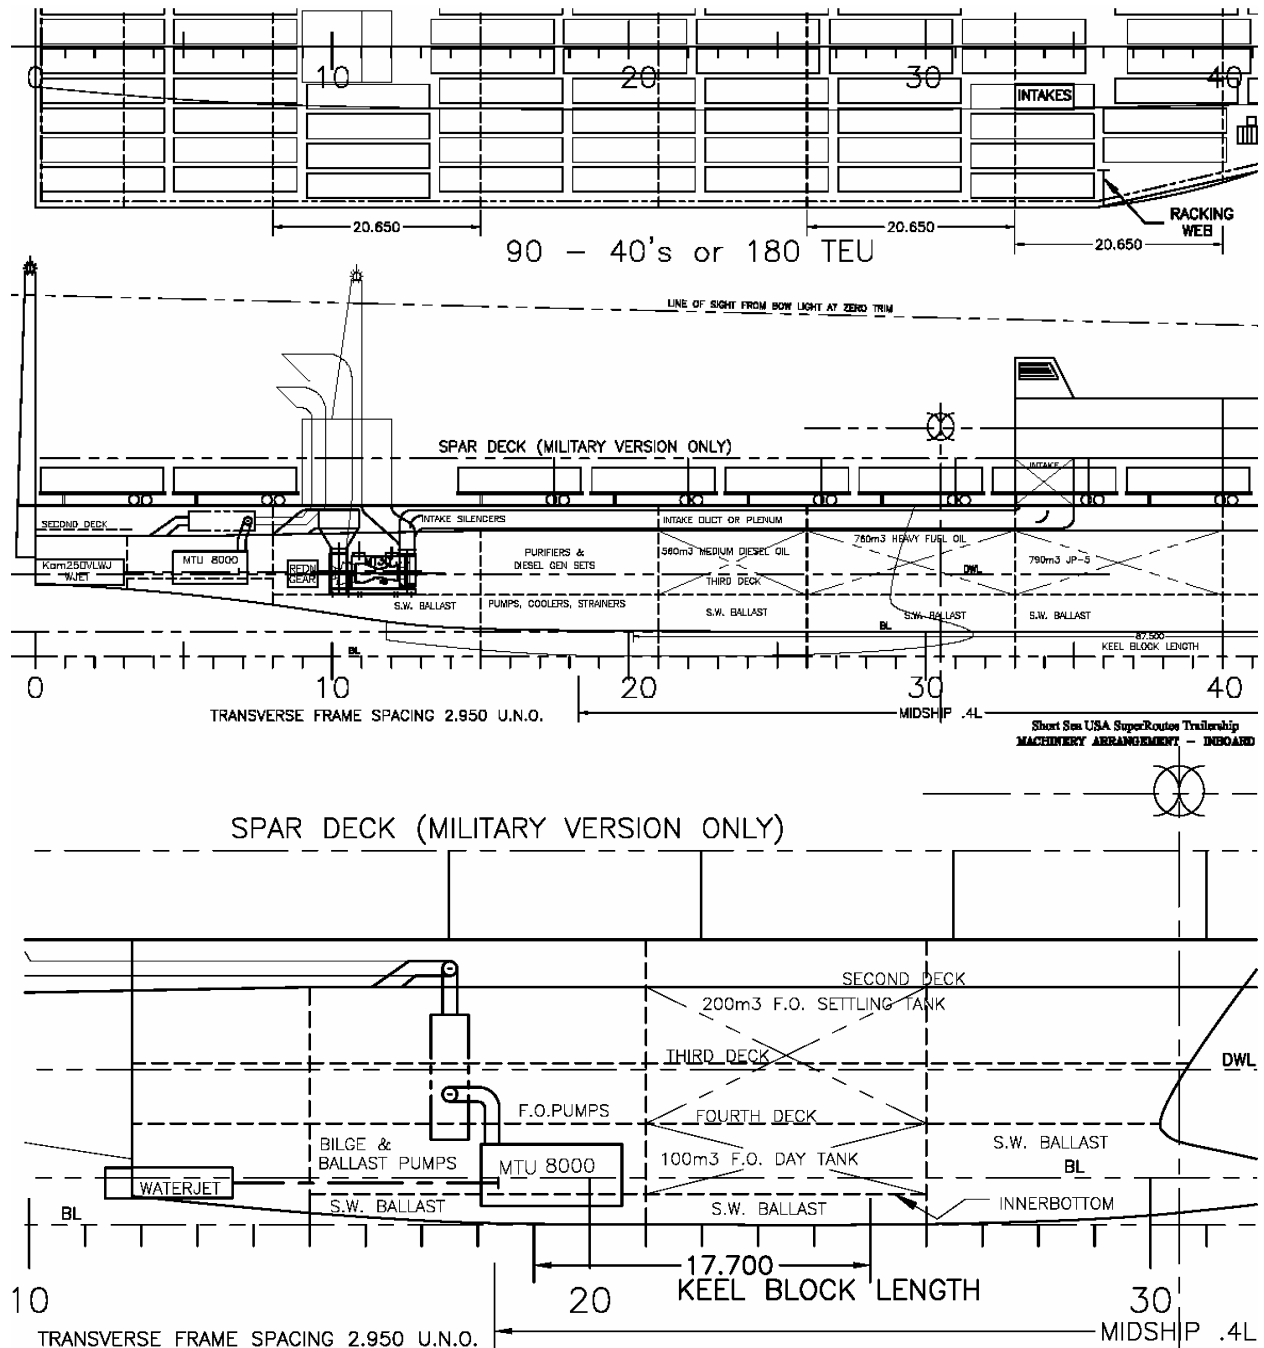 0 10 20 30 40
INTAKES
RACKING
WEB
20.650 20.650 20.650
90 - 40's or 180 TEU
LINE OF SIGHT FROM BOW LIGHT AT ZERO TRIM
SPAR DECK (MILITARY VERSION ONLY)
INTAKE
SECOND DECK
INTAKE SILENCERS
INTAKE DUCT OR PLENUM
760m3 HEAVY FUEL OIL
PURIFIERS &
DIESEL GEN SETS
560m3 MEDIUM DIESEL OIL
790m3 JP-5
MTU 8000
Kam250VLWJ
WJET
REDN
GEAR
DWL
THIRD DECK
S.W. BALLAST
PUMPS, COOLERS, STRAINERS
S.W. BALLAST
S.W. BALLAST
S.W. BALLAST
BL
87.500
KEEL BLOCK LENGTH
BL
0 10 20 30 40
TRANSVERSE FRAME SPACING 2.950 U.N.O.
MIDSHIP .4L
Short Sea USA SuperRoutes Trailership
MACHINERY ARRANGEMENT - INBOARD
SPAR DECK (MILITARY VERSION ONLY)
SECOND DECK
200m3 F.O. SETTLING TANK
THIRD DECK
DWL
F.O.PUMPS
FOURTH DECK
BILGE &
BALLAST PUMPS
S.W. BALLAST
MTU 8000
100m3 F.O. DAY TANK
BL
WATERJET
S.W. BALLAST
S.W. BALLAST
INNERBOTTOM
BL
17.700
KEEL BLOCK LENGTH
10 20 30
TRANSVERSE FRAME SPACING 2.950 U.N.O.
MIDSHIP .4L